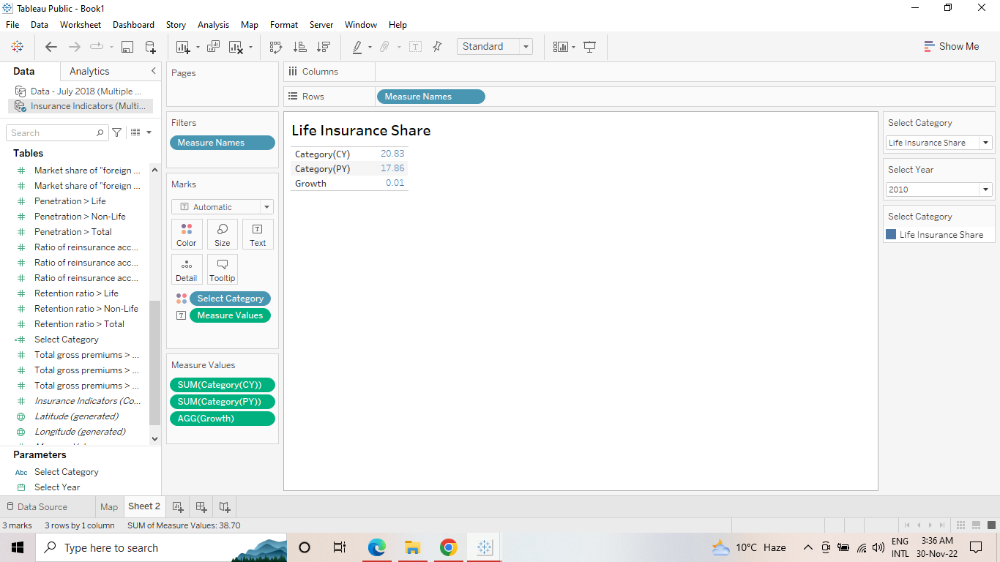 Tableau Public - Book1
File Data Worksheet Dashboard Story Analysis Map Format Server Window Help
Standard
Show Me
Data Analytics
Data - July 2018 (Multiple ...
Insurance Indicators (Multi...
Search
Tables
Market share of "foreign ...
Market share of "foreign ...
Penetration > Life
Penetration > Non-Life
Penetration > Total
Ratio of reinsurance acc...
Ratio of reinsurance acc...
Ratio of reinsurance acc...
Retention ratio > Life
Retention ratio > Non-Life
Retention ratio > Total
Select Category
Total gross premiums > ...
Total gross premiums > ...
Total gross premiums > ...
Insurance Indicators (Co...
Latitude (generated)
Longitude (generated)
Parameters
Abc Select Category
Select Year
Pages
Filters
Measure Names
Marks
Automatic
Color Size Text
Detail Tooltip
Select Category
Measure Values
Measure Values
SUM(Category(CY))
SUM(Category(PY))
AGG(Growth)
Columns
Rows Measure Names
Life Insurance Share
Category(CY) 20.83
Category(PY) 17.86
Growth 0.01
Select Category
Life Insurance Share
Select Year
2010
Select Category
Life Insurance Share
Data Source Map Sheet 2
3 marks 3 rows by 1 column SUM of Measure Values: 38.70
Type here to search
10°C Haze
ENG
INTL
3:36 AM
30-Nov-22